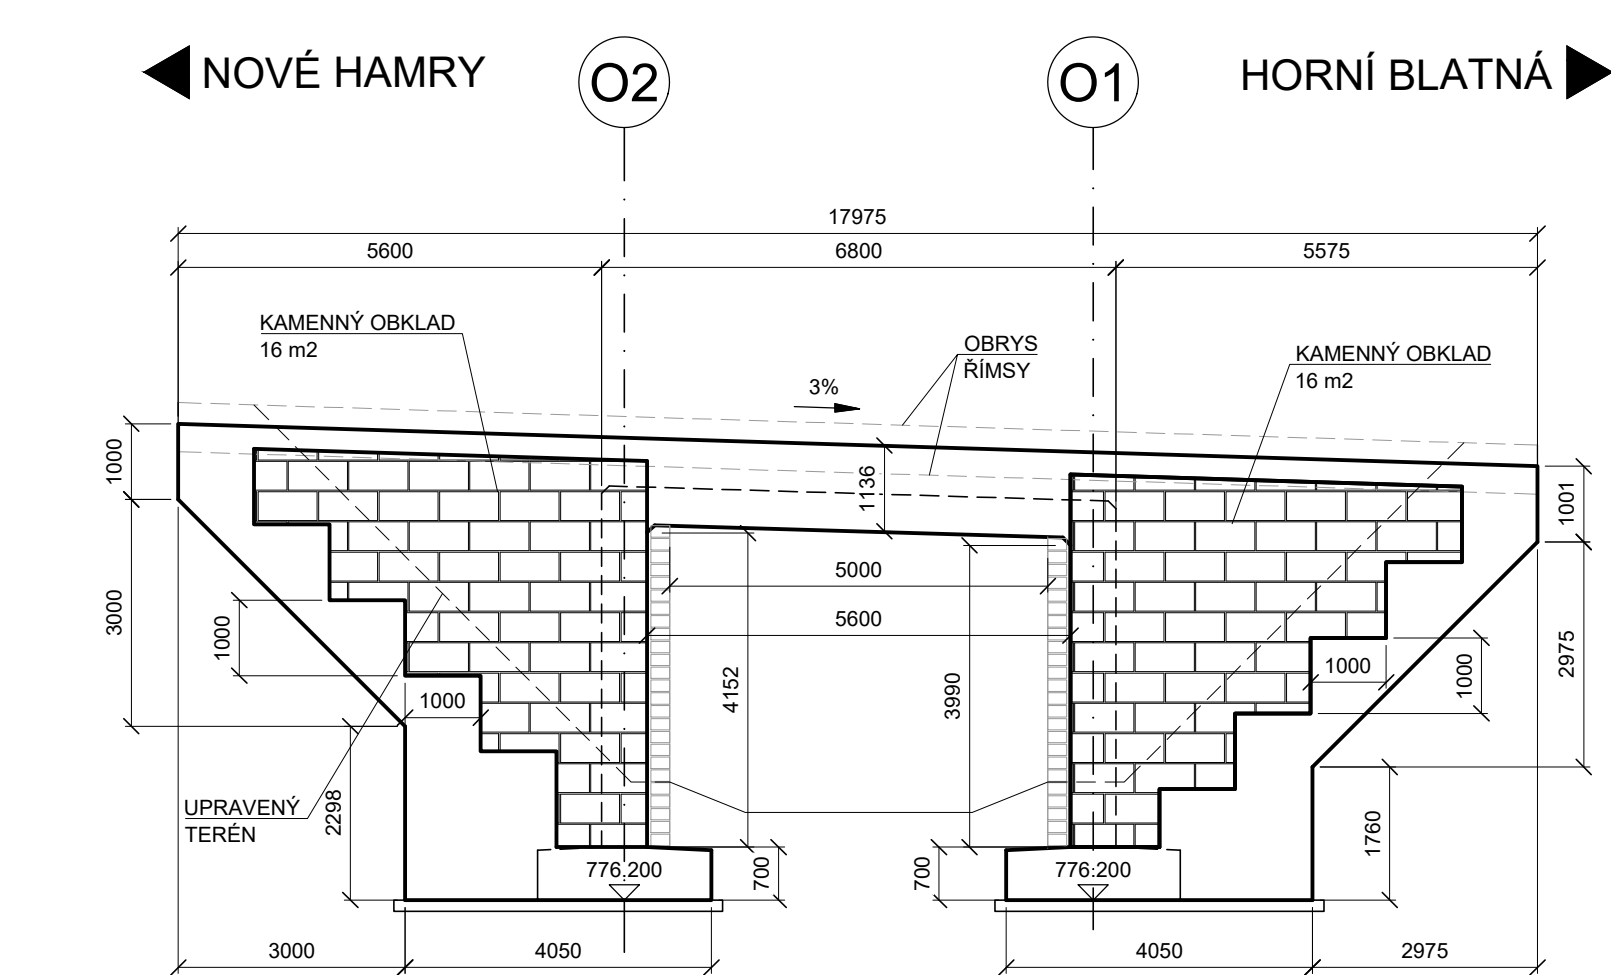 NOVÉ HAMRY
O2
O1
HORNÍ BLATNÁ
17975
5600
6800
5575
KAMENNÝ OBKLAD
16 m2
OBRYS
ŘÍMSY
KAMENNÝ OBKLAD
16 m2
3%
1000
1136
1001
3000
1000
5000
5600
1000
4152
3990
1000
1000
2975
UPRAVENÝ
TERÉN
2298
1760
776.200
700
700
776.200
3000
4050
4050
2975